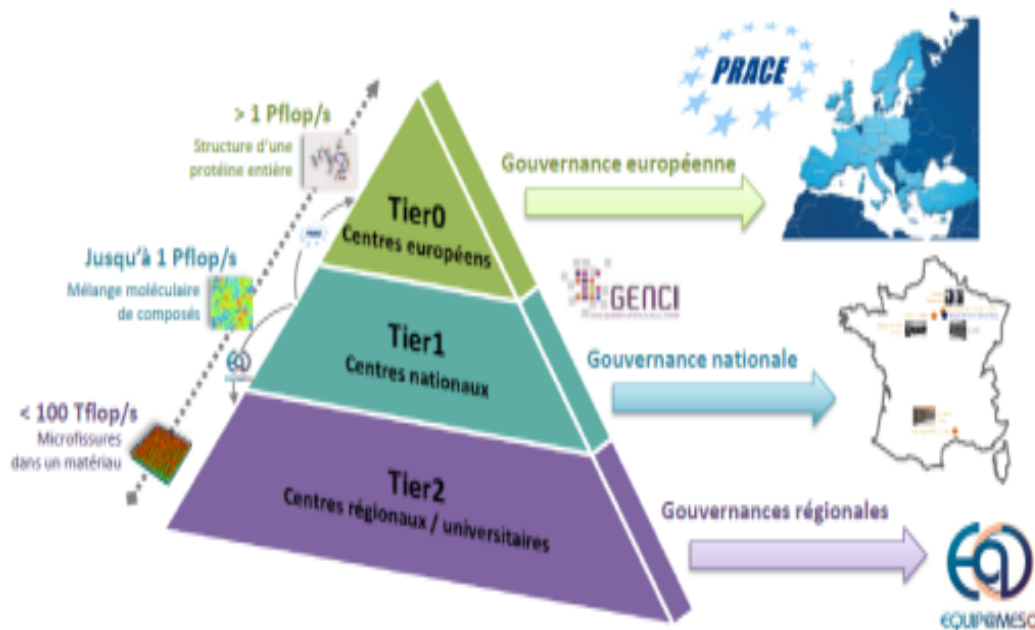 PRACE
> 1 Pflop/s
Structure d'une
protéine entière
Gouvernance européenne
Tier0
Centres européens
PRACE
Jusqu'à 1 Pflop/s
Mélange moléculaire
de composés
GENCI
Tier1
Centres nationaux
Gouvernance nationale
< 100 Tflop/s
Microfissures
dans un matériau
Tier2
Centres régionaux / universitaires
Gouvernances régionales
EQUIP@MESO